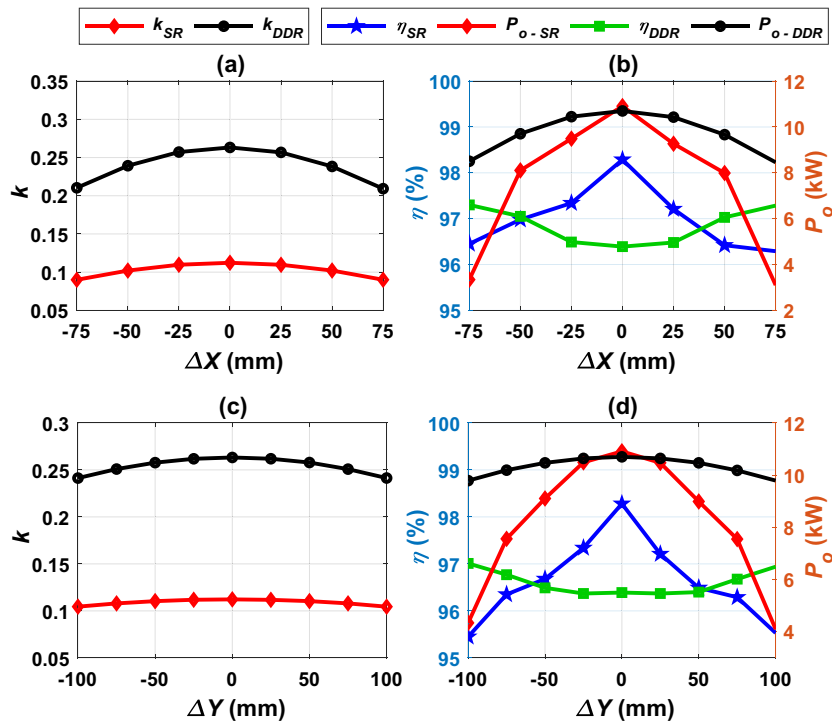 k_SR k_DDR η_SR P_o - SR η_DDR P_o - DDR
(a) (b)
0.35 100 12
0.3 99 10
0.25 98 8
k 0.2 η (%) 97 6 P_o (kW)
0.15
0.1 96 4
0.05 95 2
-75 -50 -25 0 25 50 75 -75 -50 -25 0 25 50 75
ΔX (mm) ΔX (mm)
(c) (d)
0.3 100 12
0.25 99 10
0.2 98 8
k η (%) P_o (kW)
0.15 97 6
0.1 96 4
0.05 95
-100 -50 0 50 100 -100 -50 0 50 100
ΔY (mm) ΔY (mm)